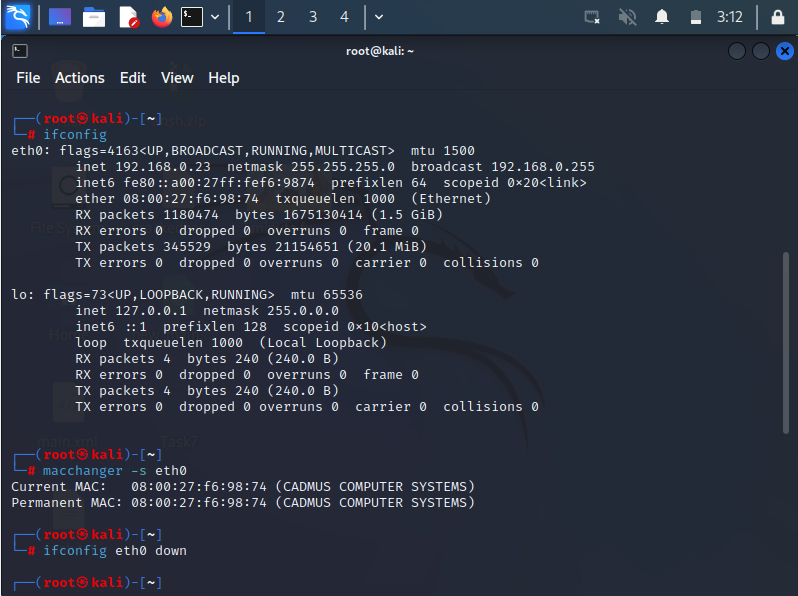 1 2 3 4 3:12
root@kali: ~
File Actions Edit View Help
┌──(root㉿kali)-[~]
└─# ifconfig
eth0: flags=4163<UP,BROADCAST,RUNNING,MULTICAST>  mtu 1500
        inet 192.168.0.23  netmask 255.255.255.0  broadcast 192.168.0.255
        inet6 fe80::a00:27ff:fef6:9874  prefixlen 64  scopeid 0×20<link>
        ether 08:00:27:f6:98:74  txqueuelen 1000  (Ethernet)
        RX packets 1180474  bytes 1675130414 (1.5 GiB)
        RX errors 0  dropped 0  overruns 0  frame 0
        TX packets 345529  bytes 21154651 (20.1 MiB)
        TX errors 0  dropped 0 overruns 0  carrier 0  collisions 0
lo: flags=73<UP,LOOPBACK,RUNNING>  mtu 65536
        inet 127.0.0.1  netmask 255.0.0.0
        inet6 ::1  prefixlen 128  scopeid 0×10<host>
        loop  txqueuelen 1000  (Local Loopback)
        RX packets 4  bytes 240 (240.0 B)
        RX errors 0  dropped 0  overruns 0  frame 0
        TX packets 4  bytes 240 (240.0 B)
        TX errors 0  dropped 0 overruns 0  carrier 0  collisions 0
main.xml Task7
┌──(root㉿kali)-[~]
└─# macchanger -s eth0
Current MAC:   08:00:27:f6:98:74 (CADMUS COMPUTER SYSTEMS)
Permanent MAC: 08:00:27:f6:98:74 (CADMUS COMPUTER SYSTEMS)
┌──(root㉿kali)-[~]
└─# ifconfig eth0 down
┌──(root㉿kali)-[~]